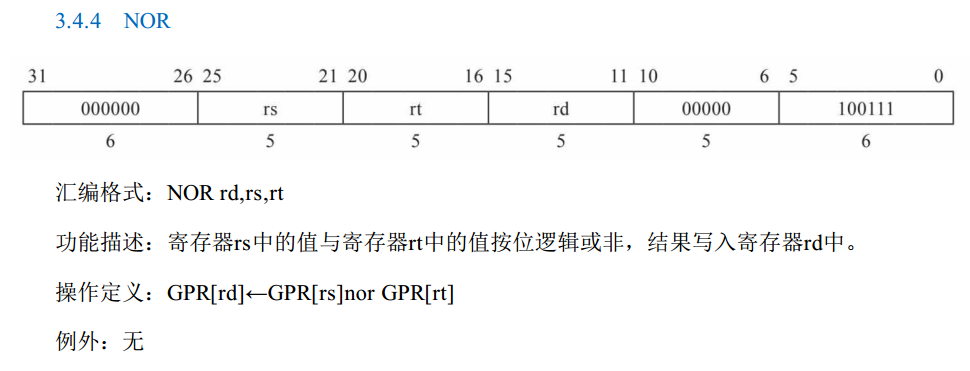 3.4.4 NOR
31 26 25 21 20 16 15 11 10 6 5 0
000000 rs rt rd 00000 100111
6 5 5 5 5 6
汇编格式：NOR rd,rs,rt
功能描述：寄存器rs中的值与寄存器rt中的值按位逻辑或非，结果写入寄存器rd中。
操作定义：GPR[rd]←GPR[rs]nor GPR[rt]
例外：无